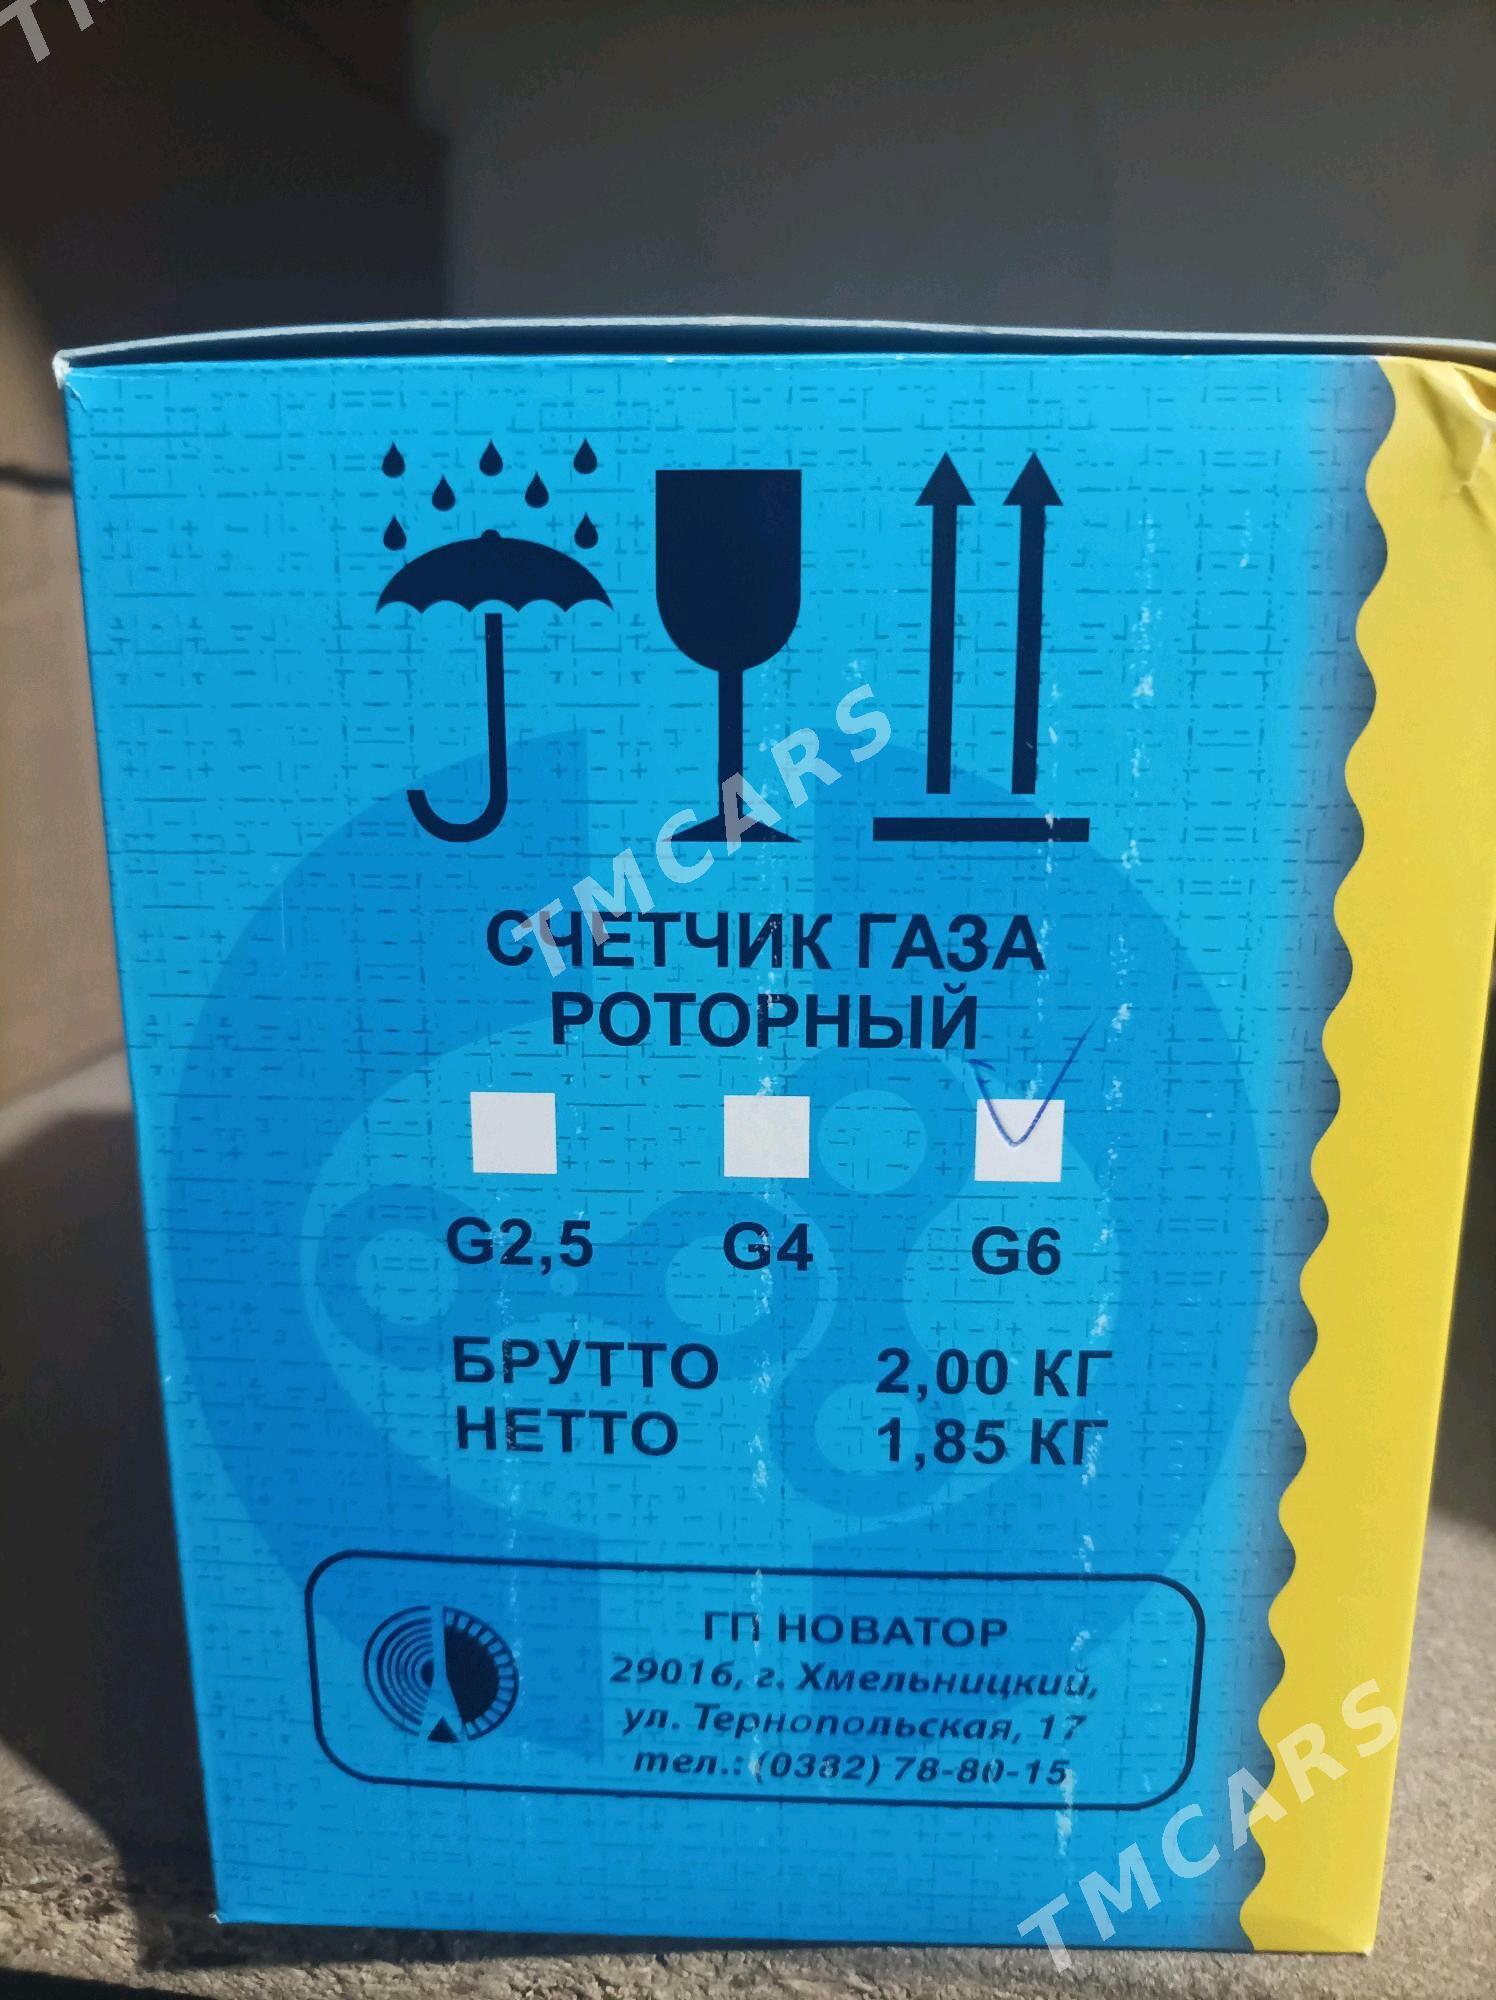 TM
TMCARS
СЧЕТЧИК ГАЗА
РОТОРНЫЙ
G2,5 G4 G6
БРУТТО 2,00 КГ
НЕТТО 1,85 КГ
ГП НОВАТОР
29016, г. Хмельницкий,
ул. Тернопольская, 17
тел.: (0382) 78-80-15
TMCARS